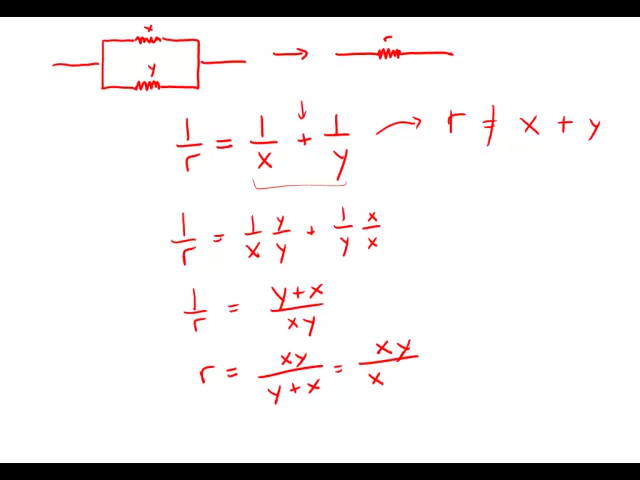 x
y
r
1/r = 1/x + 1/y → r ≠ x + y
1/r = 1/x y/y + 1/y x/x
1/r = y+x/xy
r = xy/y+x = xy/x